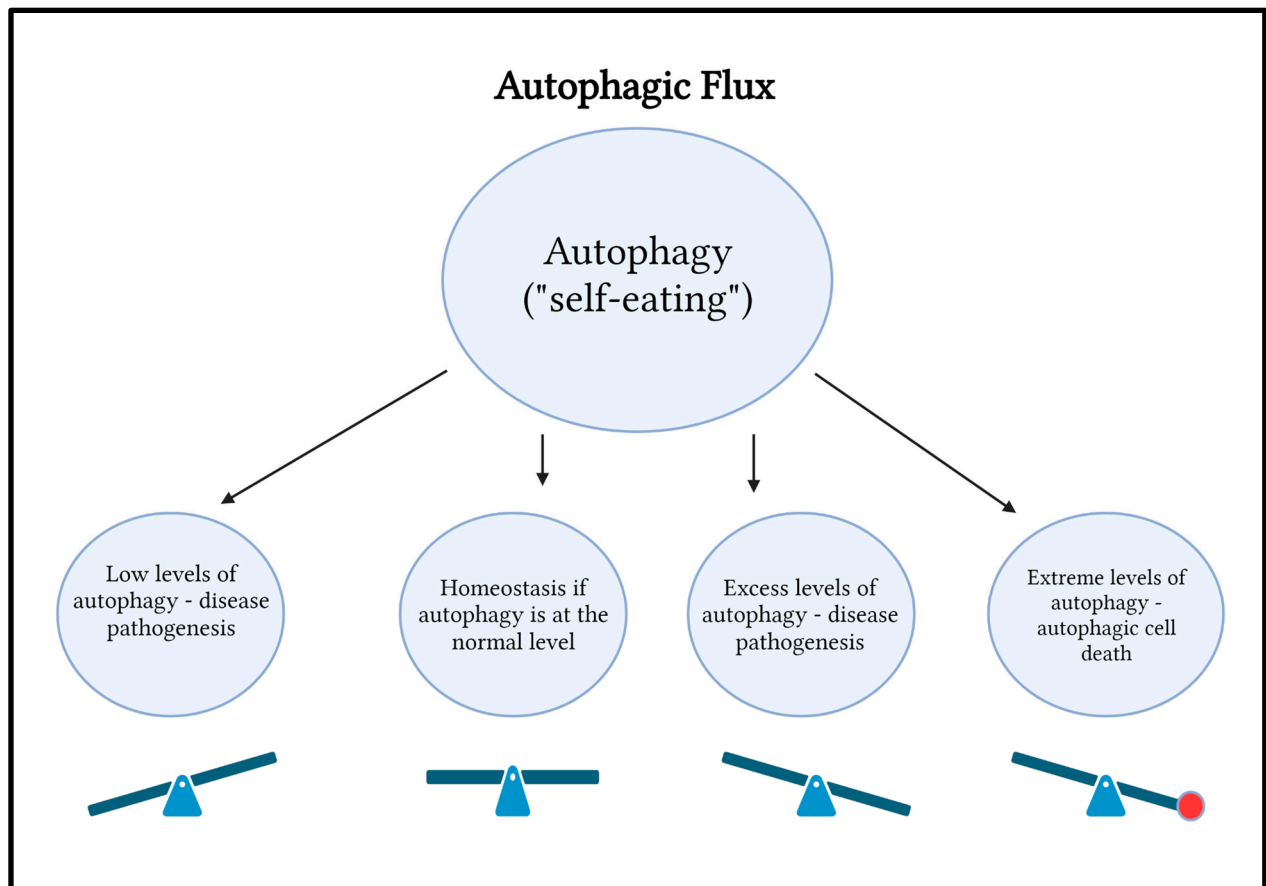 Autophagic Flux
Autophagy
("self-eating")
Low levels of
autophagy - disease
pathogenesis
Homeostasis if
autophagy is at the
normal level
Excess levels of
autophagy - disease
pathogenesis
Extreme levels of
autophagy -
autophagic cell
death